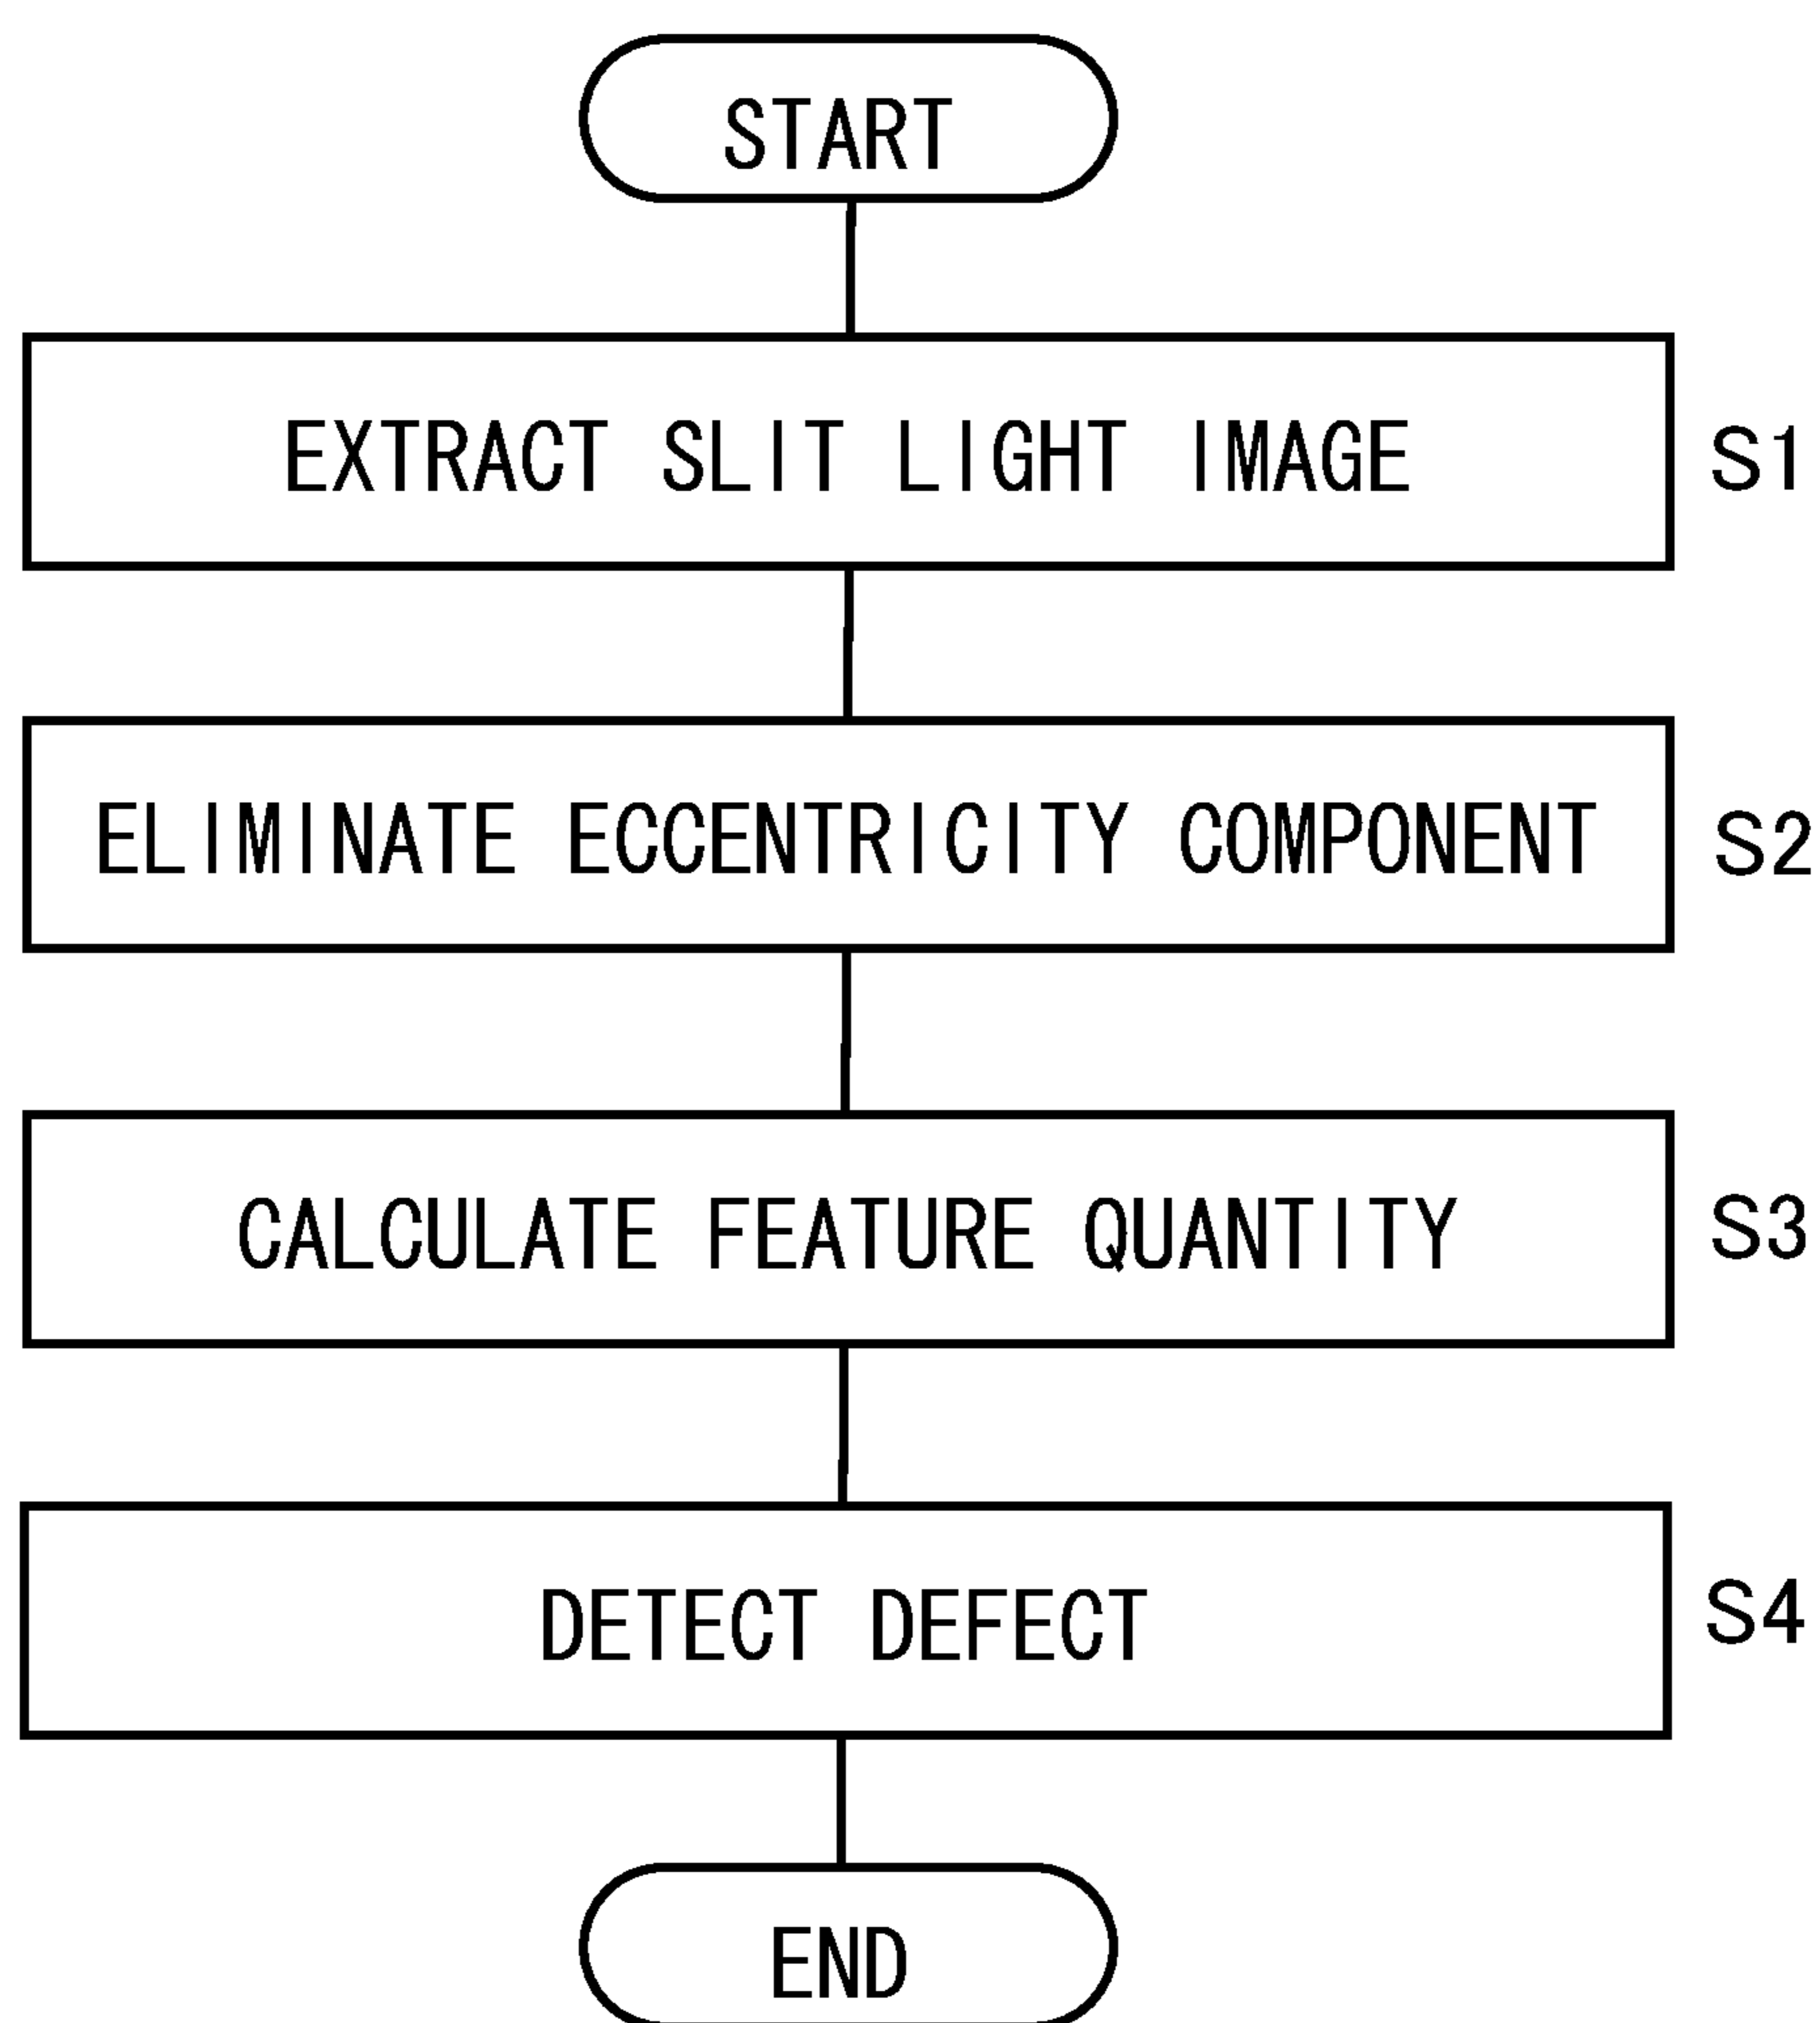 START
EXTRACT SLIT LIGHT IMAGE S1
ELIMINATE ECCENTRICITY COMPONENT S2
CALCULATE FEATURE QUANTITY S3
DETECT DEFECT S4
END